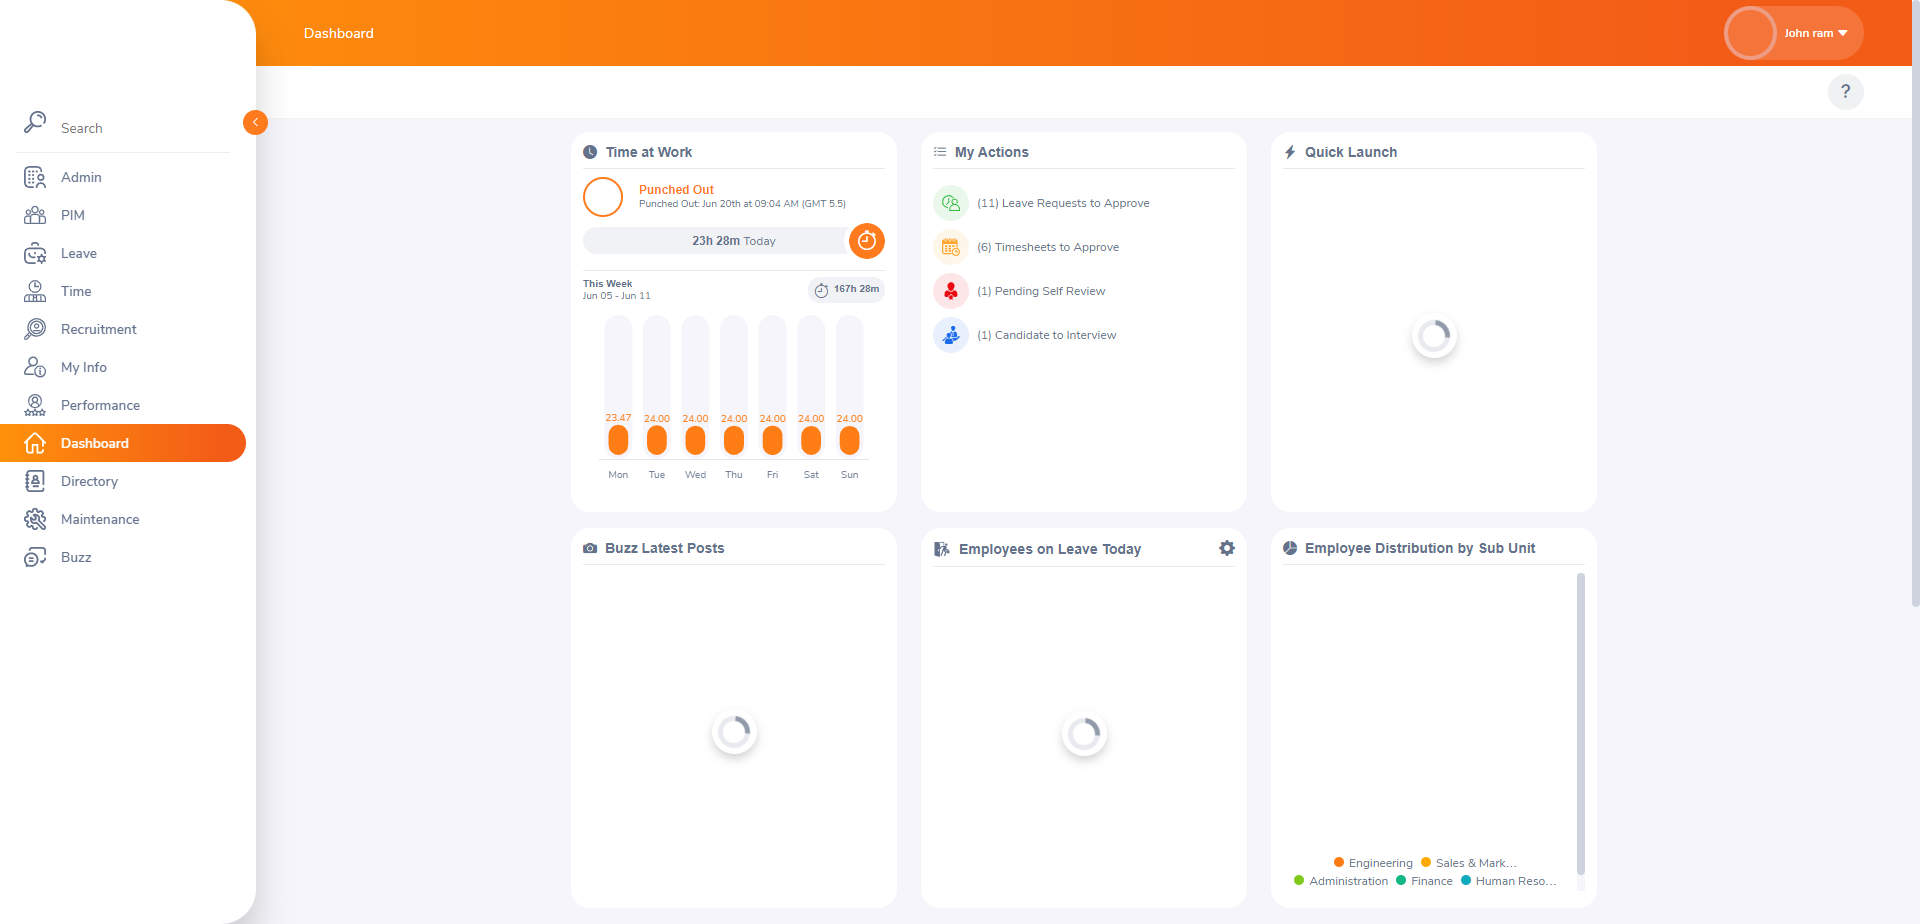 Dashboard
John ram
?
Search
Admin
PIM
Leave
Time
Recruitment
My Info
Performance
Dashboard
Directory
Maintenance
Buzz
Time at Work
Punched Out
Punched Out: Jun 20th at 09:04 AM (GMT 5.5)
23h 28m Today
This Week
Jun 05 - Jun 11
167h 28m
23.47 24.00 24.00 24.00 24.00 24.00 24.00
Mon Tue Wed Thu Fri Sat Sun
My Actions
(11) Leave Requests to Approve
(6) Timesheets to Approve
(1) Pending Self Review
(1) Candidate to Interview
Quick Launch
Buzz Latest Posts
Employees on Leave Today
Employee Distribution by Sub Unit
Engineering Sales & Mark...
Administration Finance Human Reso...